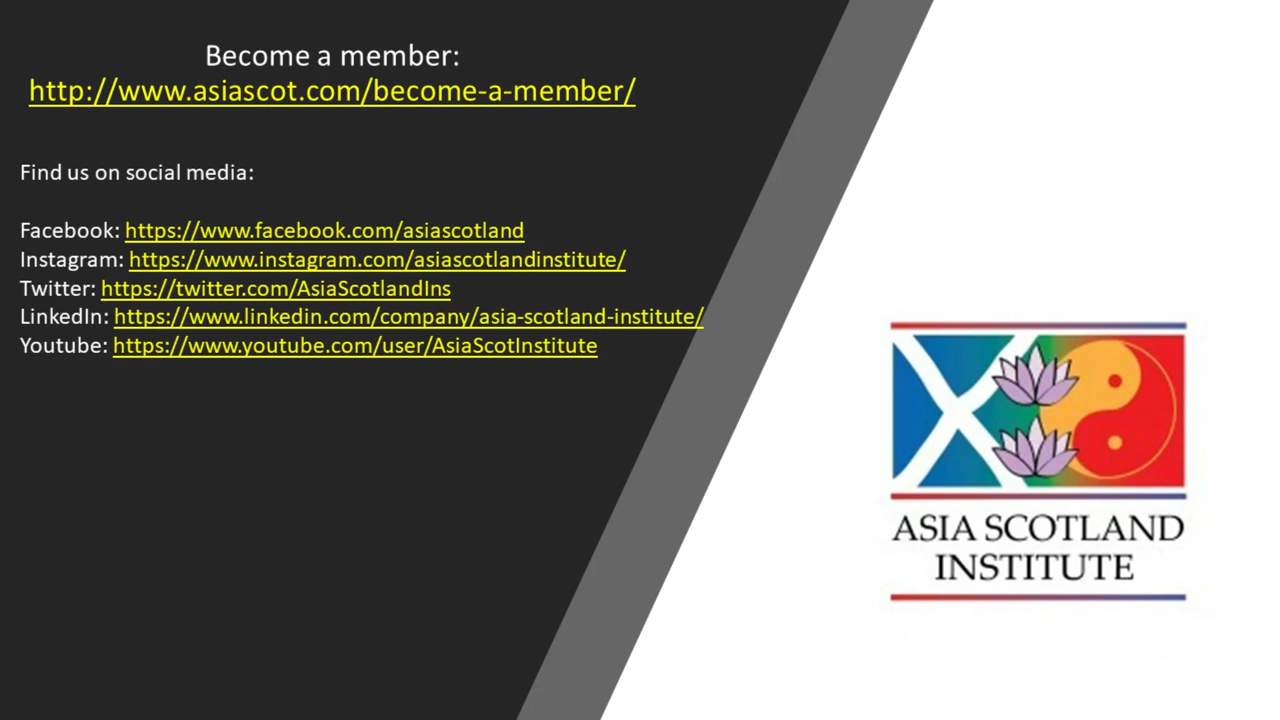 Become a member:
http://www.asiascot.com/become-a-member/
Find us on social media:
Facebook: https://www.facebook.com/asiascotland
Instagram: https://www.instagram.com/asiascotlandinstitute/
Twitter: https://twitter.com/AsiaScotlandIns
LinkedIn: https://www.linkedin.com/company/asia-scotland-institute/
Youtube: https://www.youtube.com/user/AsiaScotInstitute
ASIA SCOTLAND
INSTITUTE